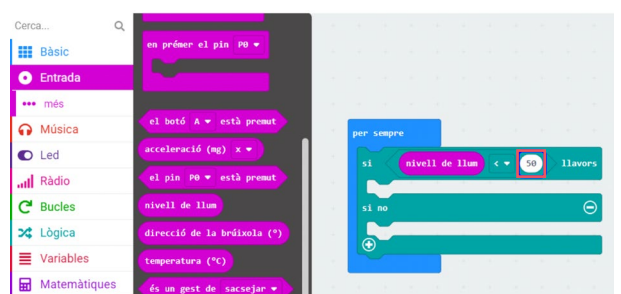 Cerca...
Bàsic
Entrada
més
Música
Led
Ràdio
Bucles
Lògica
Variables
Matemàtiques
en prémer el pin P0
el botó A està premut
acceleració (mg) x
el pin P0 està premut
nivell de llum
direcció de la brúixola (°)
temperatura (°C)
és un gest de sacsejar
per sempre
si nivell de llum < 50 llavors
si no